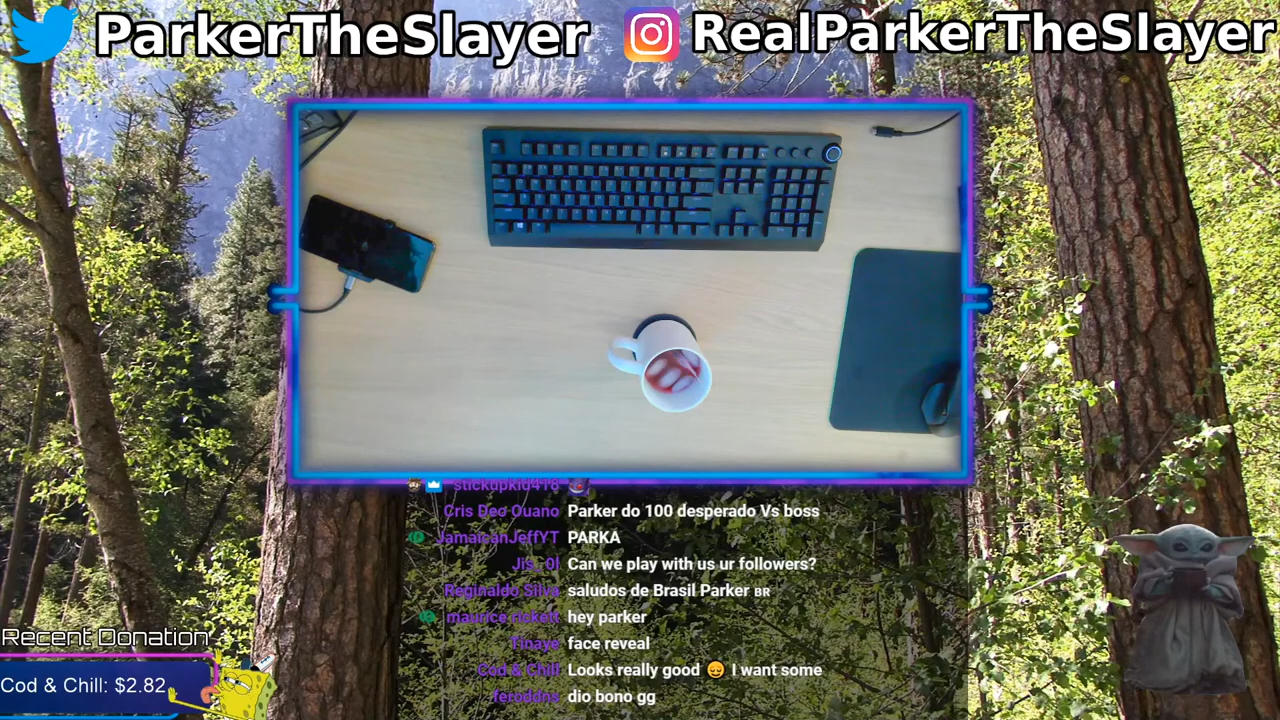 ParkerTheSlayer RealParkerTheSlayer
stickupkid418
Cris Deo Ouano Parker do 100 desperado Vs boss
JamaicanJeffYT PARKA
Jis_0l Can we play with us ur followers?
Reginaldo Silva saludos de Brasil Parker BR
maurice rickett hey parker
Tinaye face reveal
Cod & Chill Looks really good 😌 I want some
feroddns dio bono gg
Recent Donation
Cod & Chill: $2.82